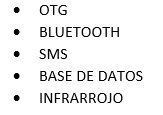 • OTG
• BLUETOOTH
• SMS
• BASE DE DATOS
• INFRARROJO